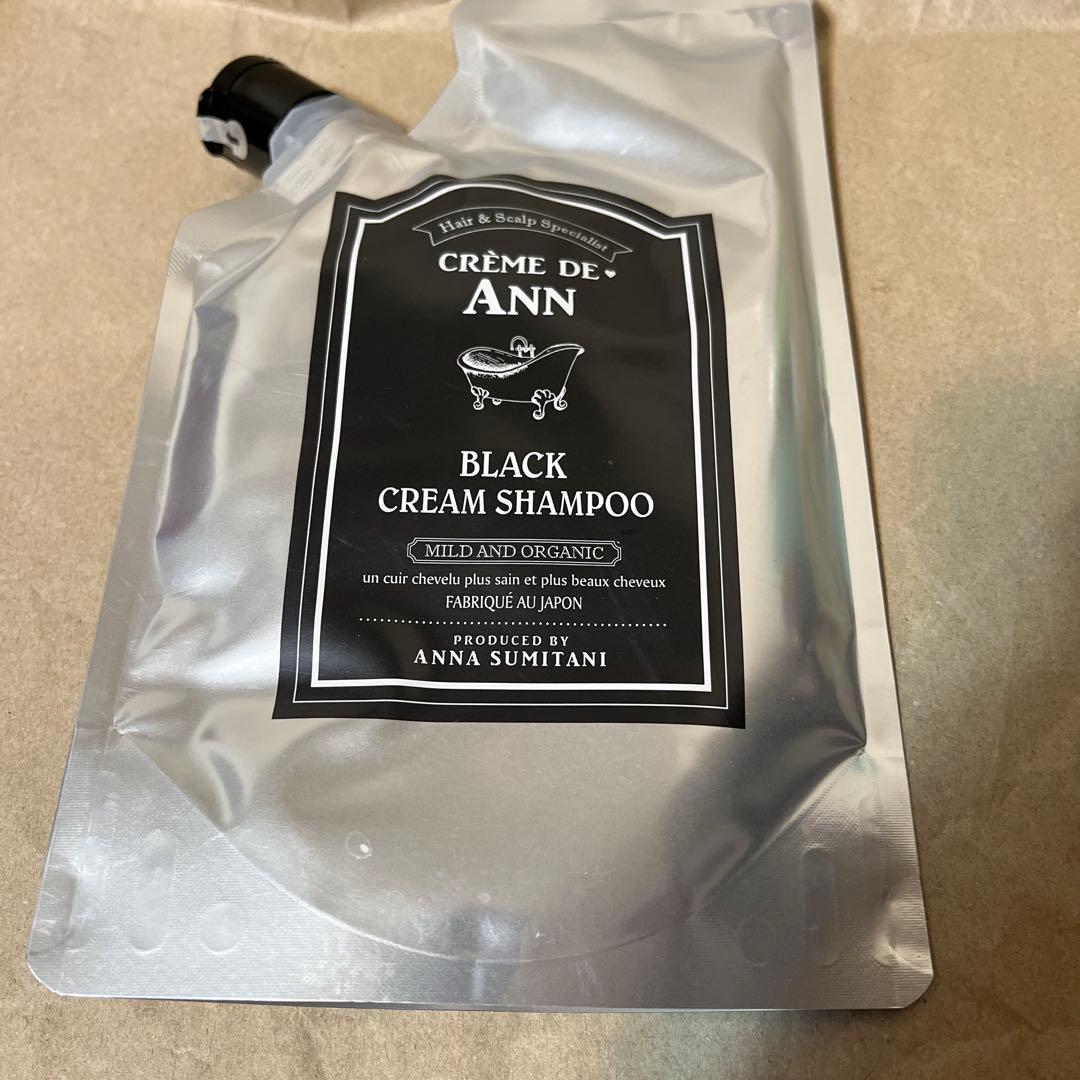 Hair & Scalp Specialist
CRÈME DE♥
ANN
BLACK
CREAM SHAMPOO
MILD AND ORGANIC
un cuir chevelu plus sain et plus beaux cheveux
FABRIQUÉ AU JAPON
PRODUCED BY
ANNA SUMITANI